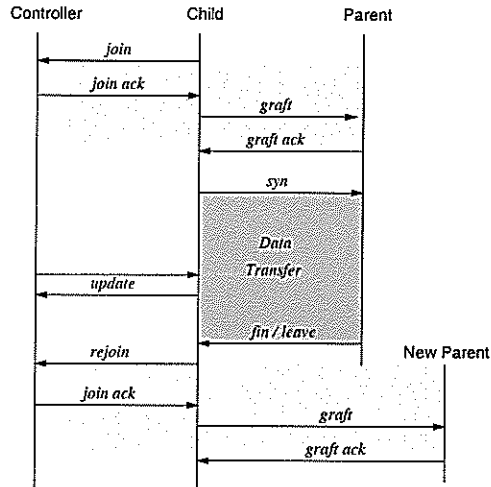 Controller
Child
Parent
join
join ack
graft
graft ack
syn
Data
Transfer
update
fin / leave
rejoin
New Parent
join ack
graft
graft ack